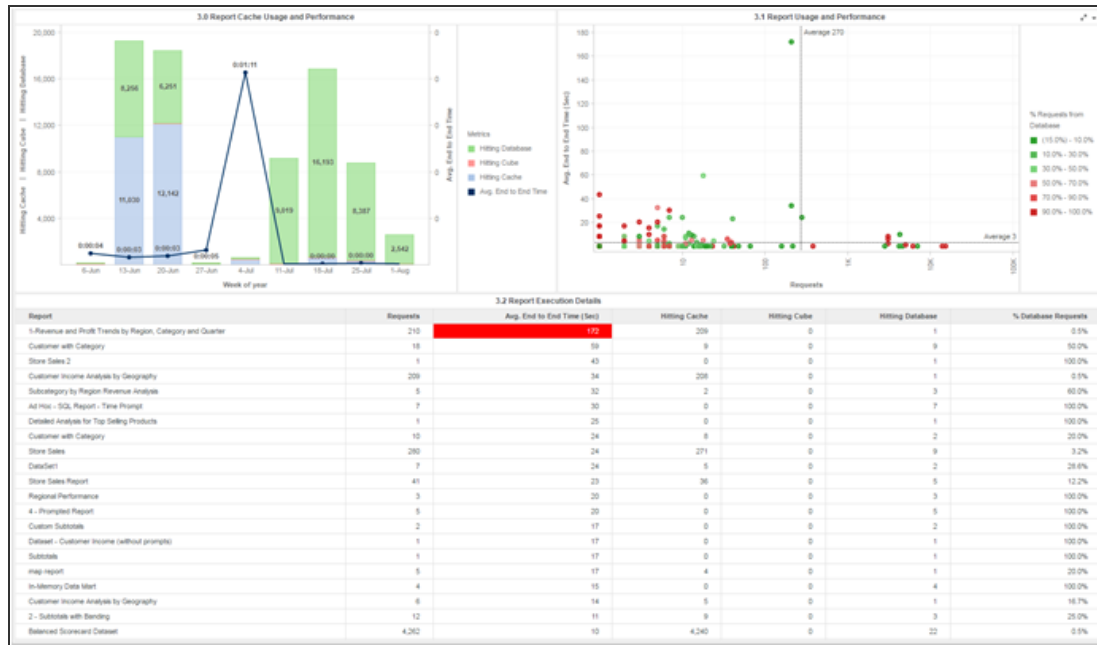 3.0 Report Cache Usage and Performance
20,000
16,000
12,000
8,000
4,000
Hitting Cache | Hitting Cube | Hitting Database
8,256
6,251
0:01:11
11,030
12,142
9,019
16,193
8,387
2,542
0:00:04
0:00:03
0:00:03
0:00:05
0:00:00
0:00:00
6-Jun 13-Jun 20-Jun 27-Jun 4-Jul 11-Jul 18-Jul 25-Jul 1-Aug
Week of year
0
0
0
0
0
Avg. End to End Time
Metrics
Hitting Database
Hitting Cube
Hitting Cache
Avg. End to End Time
3.1 Report Usage and Performance
Average 270
180
160
140
120
100
80
60
40
20
Avg. End to End Time (Sec)
Average 3
10 100 1K 10K 100K
Requests
% Requests from
Database
(15.0%) - 10.0%
10.0% - 30.0%
30.0% - 50.0%
50.0% - 70.0%
70.0% - 90.0%
90.0% - 100.0%
3.2 Report Execution Details
Report Requests Avg. End to End Time (Sec) Hitting Cache Hitting Cube Hitting Database % Database Requests
1-Revenue and Profit Trends by Region, Category and Quarter 210 172 209 0 1 0.5%
Customer with Category 18 59 9 0 9 50.0%
Store Sales 2 1 43 0 0 1 100.0%
Customer Income Analysis by Geography 209 34 208 0 1 0.5%
Subcategory by Region Revenue Analysis 5 32 2 0 3 60.0%
Ad Hoc - SQL Report - Time Prompt 7 30 0 0 7 100.0%
Detailed Analysis for Top Selling Products 1 25 0 0 1 100.0%
Customer with Category 10 24 8 0 2 20.0%
Store Sales 280 24 271 0 9 3.2%
DataSet1 7 24 5 0 2 28.6%
Store Sales Report 41 23 36 0 5 12.2%
Regional Performance 3 20 0 0 3 100.0%
4 - Prompted Report 5 20 0 0 5 100.0%
Custom Subtotals 2 17 0 0 2 100.0%
Dataset - Customer Income (without prompts) 1 17 0 0 1 100.0%
Subtotals 1 17 0 0 1 100.0%
map report 5 17 4 0 1 20.0%
In-Memory Data Mart 4 15 0 0 4 100.0%
Customer Income Analysis by Geography 6 14 5 0 1 16.7%
2 - Subtotals with Banding 12 11 9 0 3 25.0%
Balanced Scorecard Dataset 4,262 10 4,240 0 22 0.5%